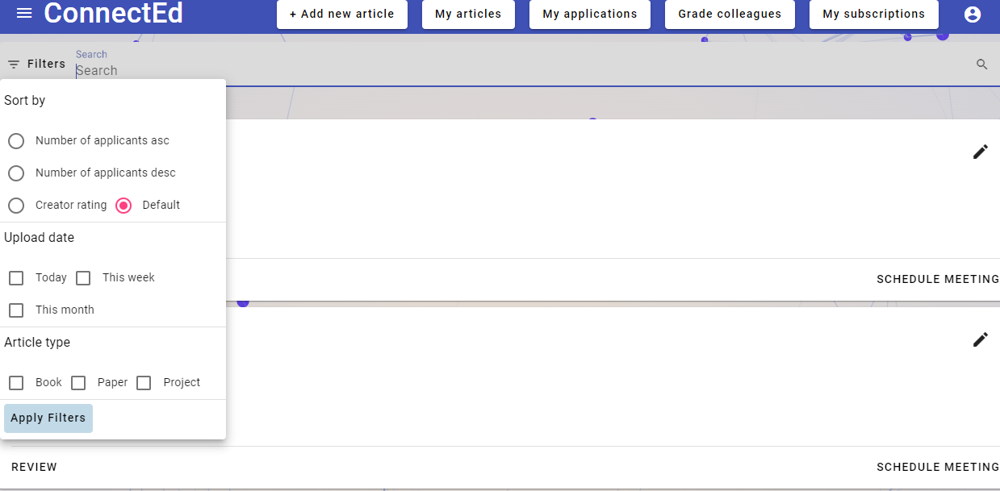 ConnectEd + Add new article My articles My applications Grade colleagues My subscriptions
Search
Filters Search
Sort by
Number of applicants asc
Number of applicants desc
Creator rating Default
Upload date
Today This week
SCHEDULE MEETING
This month
Article type
Book Paper Project
Apply Filters
REVIEW SCHEDULE MEETING